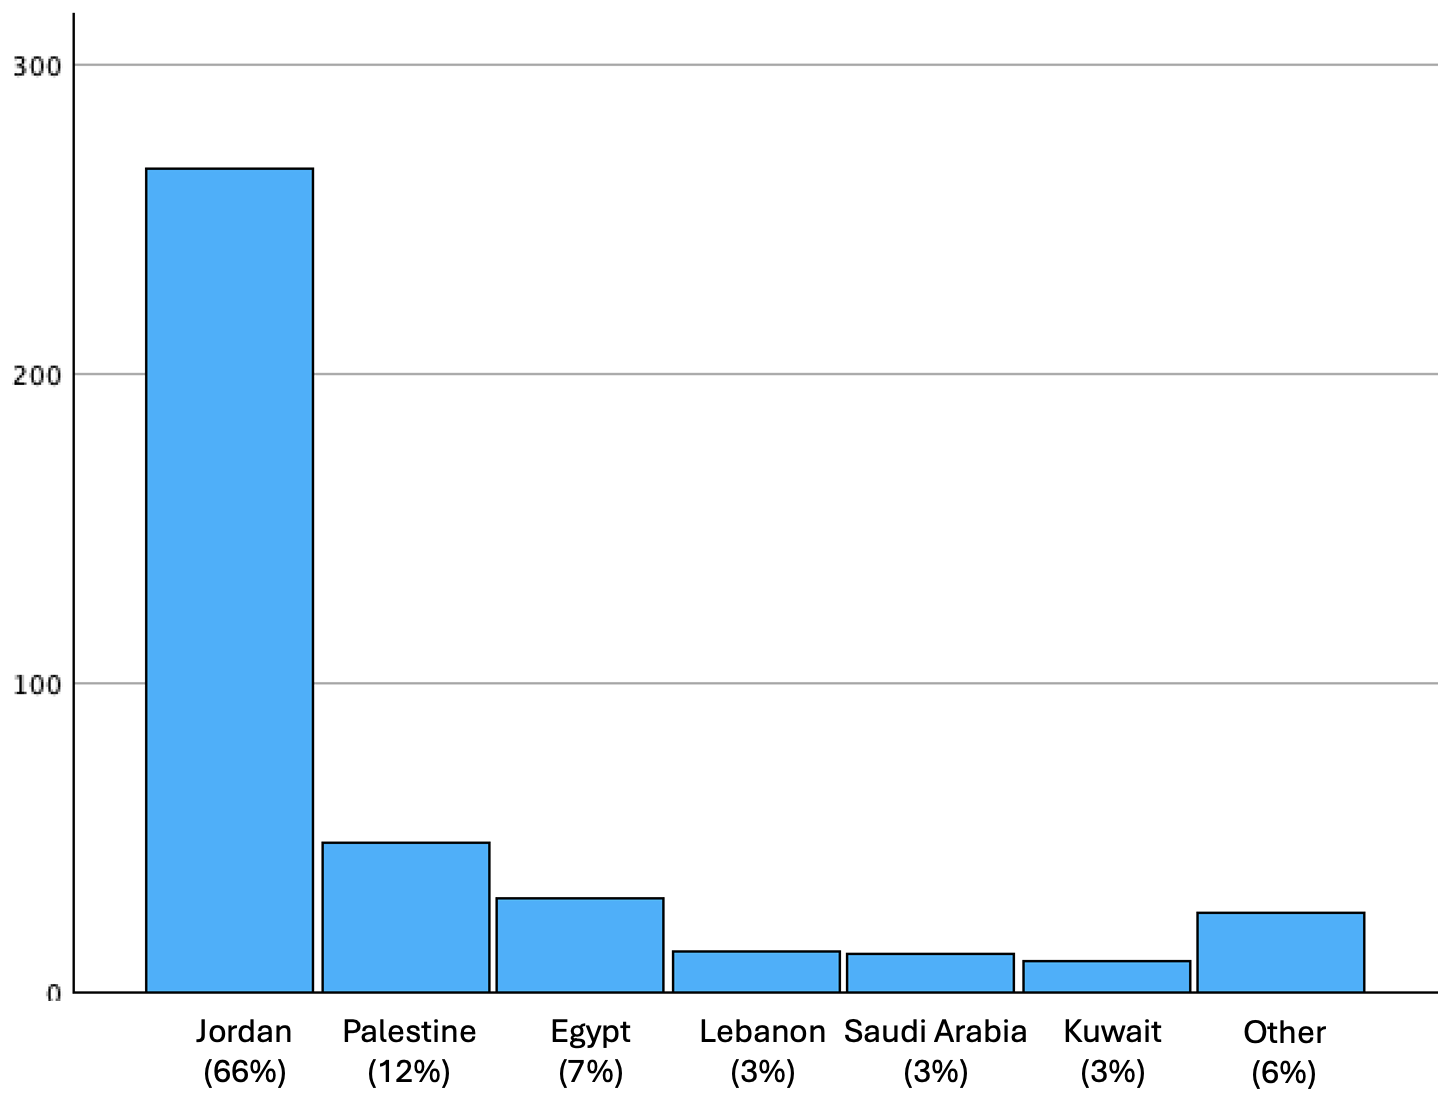 300
200
100
0
Jordan Palestine Egypt Lebanon Saudi Arabia Kuwait Other
(66%) (12%) (7%) (3%) (3%) (3%) (6%)